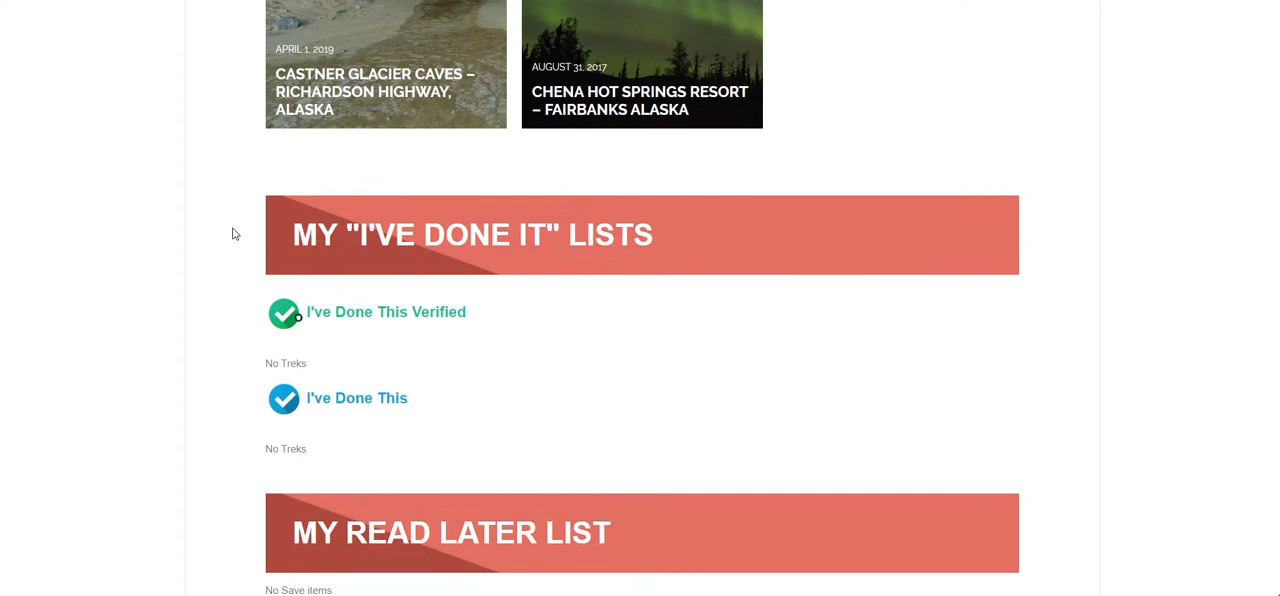 APRIL 1, 2019
CASTNER GLACIER CAVES –
RICHARDSON HIGHWAY,
ALASKA
AUGUST 31, 2017
CHENA HOT SPRINGS RESORT
– FAIRBANKS ALASKA
MY "I'VE DONE IT" LISTS
I've Done This Verified
No Treks
I've Done This
No Treks
MY READ LATER LIST
No Save items